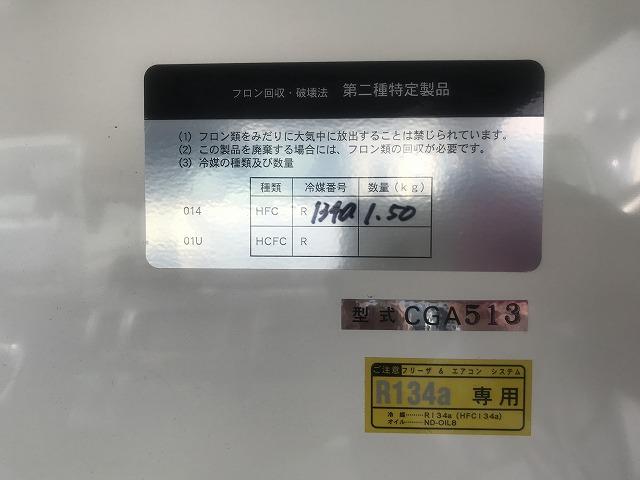 フロン回収・破壊法 第二種特定製品
(1) フロン類をみだりに大気中に放出することは禁じられています。
(2) この製品を廃棄する場合には、フロン類の回収が必要です。
(3) 冷媒の種類及び数量
種類 冷媒番号 数量(kg)
014 HFC R 134a 1.50
01U HCFC R
型式 CGA513
ご注意 フリーザ & エアコン システム
R134a 専用
冷媒………R134a (HFC134a)
オイル………ND-OIL8